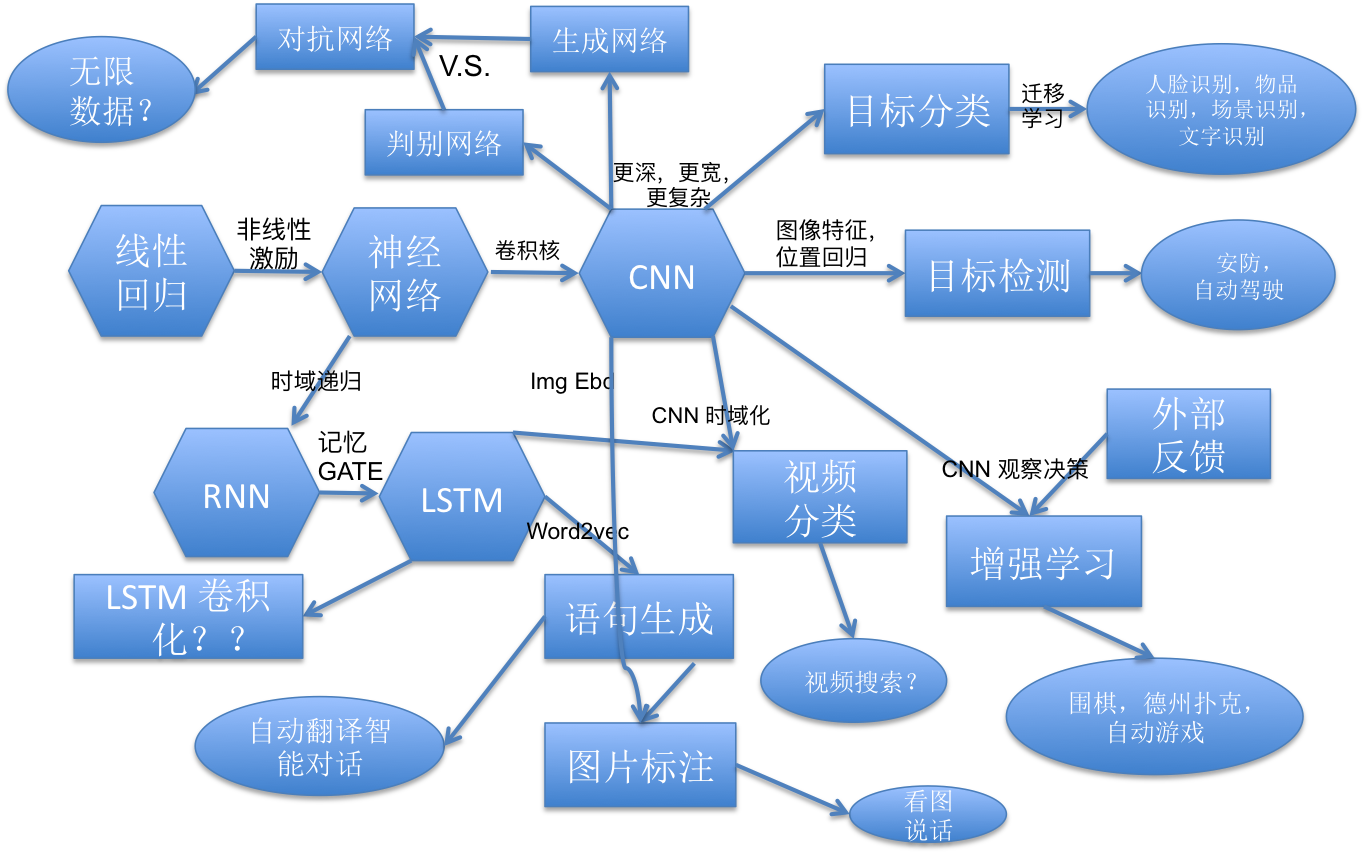 对抗网络
生成网络
V.S.
无限
数据？
判别网络
目标分类
迁移
学习
人脸识别，物品
识别，场景识别，
文字识别
更深，更宽，
更复杂
线性
回归
非线性
激励
神经
网络
卷积核
CNN
图像特征，
位置回归
目标检测
安防，
自动驾驶
时域递归
Img Ebd
CNN 时域化
外部
反馈
RNN
记忆
GATE
LSTM
Word2vec
视频
分类
CNN 观察决策
增强学习
LSTM 卷积
化？？
语句生成
视频搜索？
围棋，德州扑克，
自动游戏
自动翻译智
能对话
图片标注
看图
说话